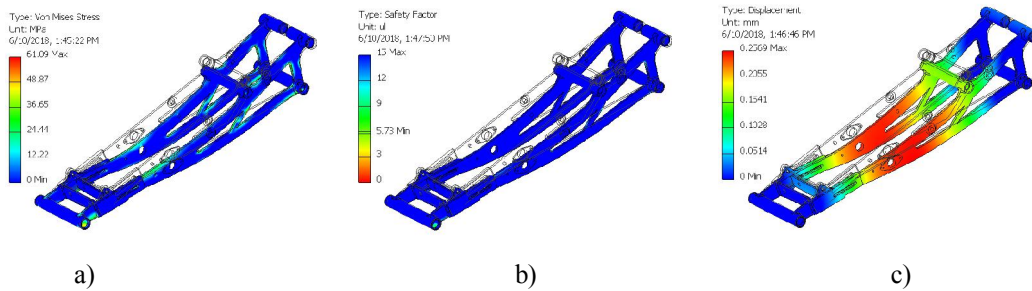 Type: Von Mises Stress
Unit: MPa
6/10/2018, 1:45:22 PM
61.09 Max
48.87
36.65
24.44
12.22
0 Min
a)
Type: Safety Factor
Unit: ul
6/10/2018, 1:47:50 PM
15 Max
12
9
5.73 Min
3
0
b)
Type: Displacement
Unit: mm
6/10/2018, 1:46:46 PM
0.2569 Max
0.2055
0.1541
0.1328
0.0514
0 Min
c)